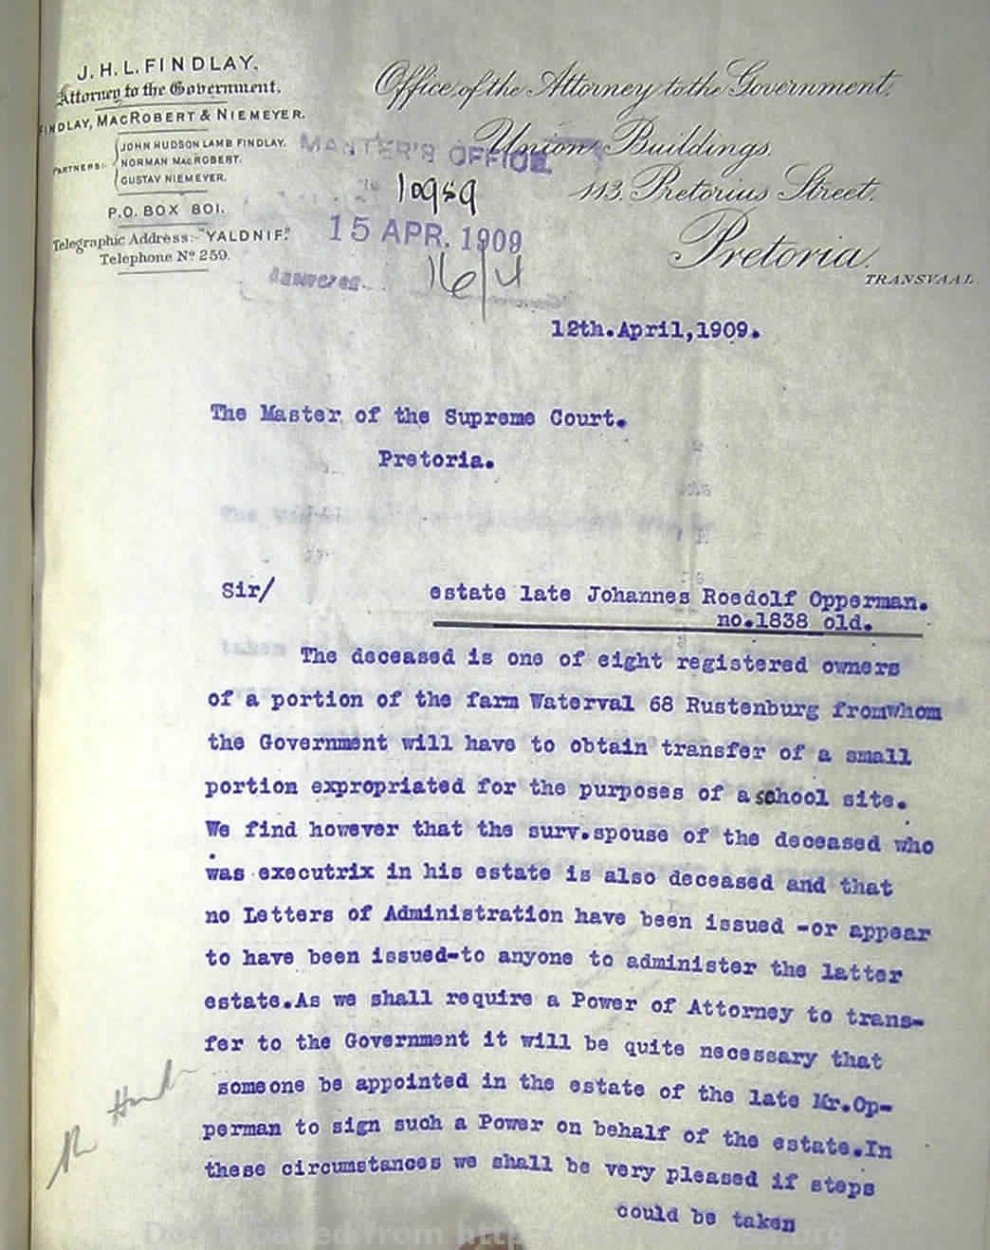 J. H. L. FINDLAY.
Attorney to the Government.
FINDLAY, MACROBERT & NIEMEYER.
PARTNERS:-
JOHN HUDSON LAMB FINDLAY.
NORMAN MACROBERT.
GUSTAV NIEMEYER.
P.O. BOX 801.
Telegraphic Address:- "YALDNIF."
Telephone Nº 259.
Office of the Attorney to the Government.
Union Buildings,
113. Pretorius Street.
Pretoria.
TRANSVAAL.
MASTER'S OFFICE.
15 APR. 1909
Answered
16/4
12th.April,1909.
The Master of the Supreme Court.
Pretoria.
Sir/
estate late Johannes Roedolf Opperman.
no.1838 old.
The deceased is one of eight registered owners
of a portion of the farm Waterval 68 Rustenburg fromwhom
the Government will have to obtain transfer of a small
portion expropriated for the purposes of a school site.
We find however that the surv.spouse of the deceased who
was executrix in his estate is also deceased and that
no Letters of Administration have been issued -or appear
to have been issued-to anyone to administer the latter
estate.As we shall require a Power of Attorney to trans-
fer to the Government it will be quite necessary that
someone be appointed in the estate of the late Mr.Op-
perman to sign such a Power on behalf of the estate.In
these circumstances we shall be very pleased if steps
could be taken